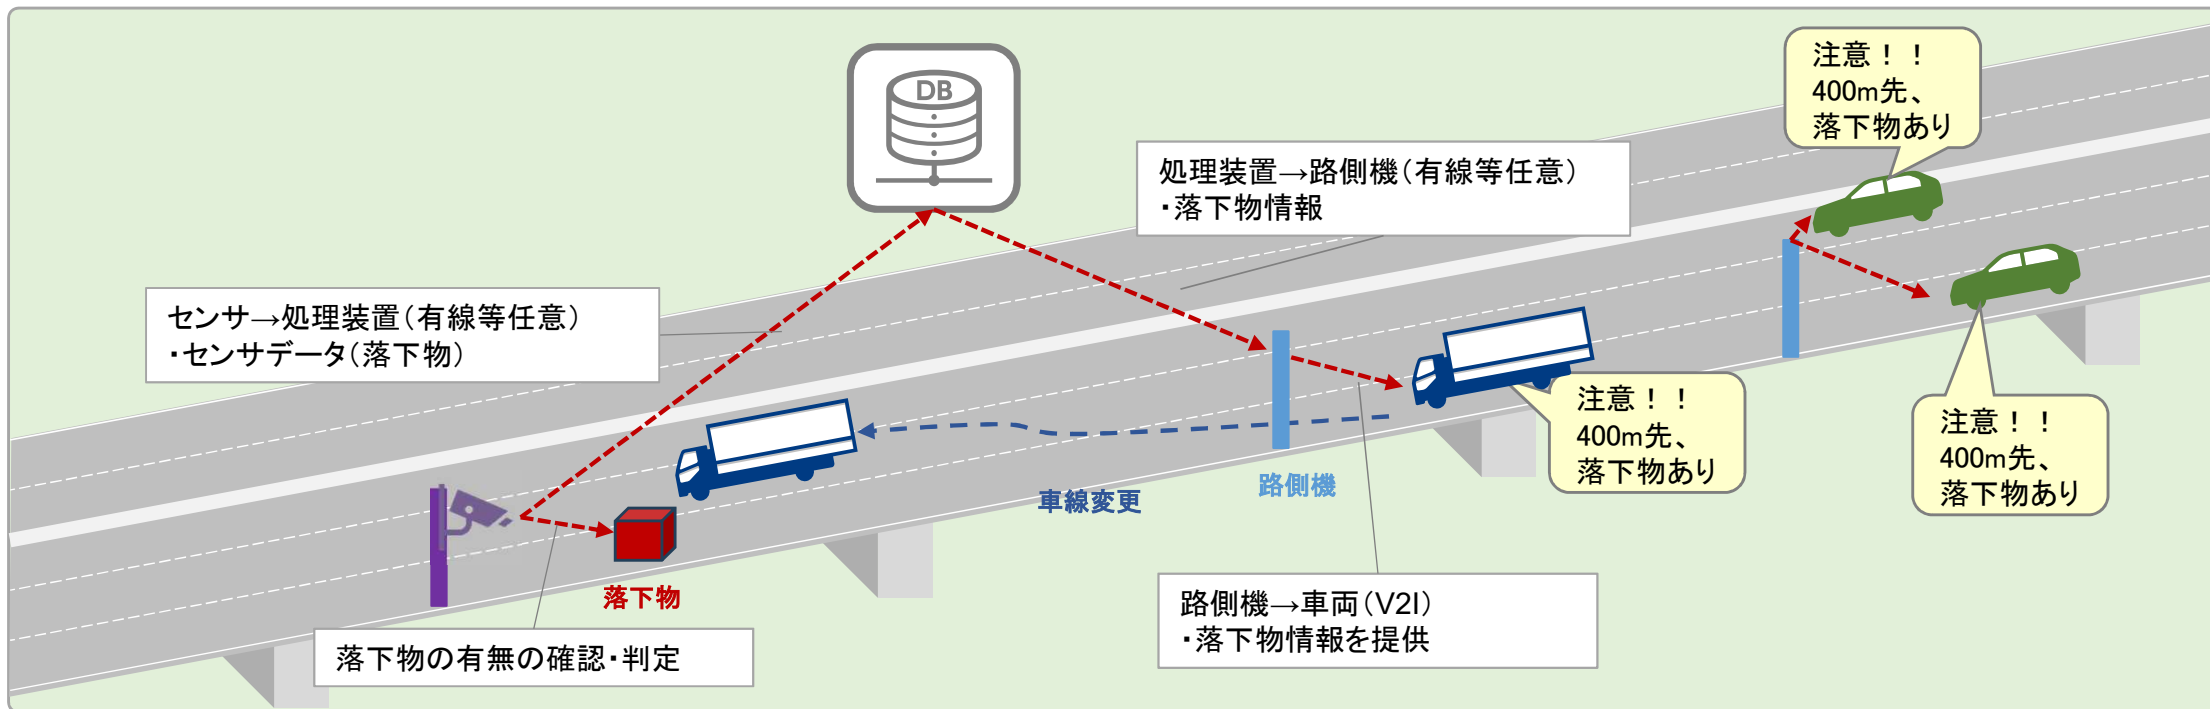 DB
注意！！
400m先、
落下物あり
処理装置→路側機（有線等任意）
・落下物情報
センサ→処理装置（有線等任意）
・センサデータ（落下物）
注意！！
400m先、
落下物あり
注意！！
400m先、
落下物あり
路側機
車線変更
落下物
路側機→車両（V2I）
・落下物情報を提供
落下物の有無の確認・判定